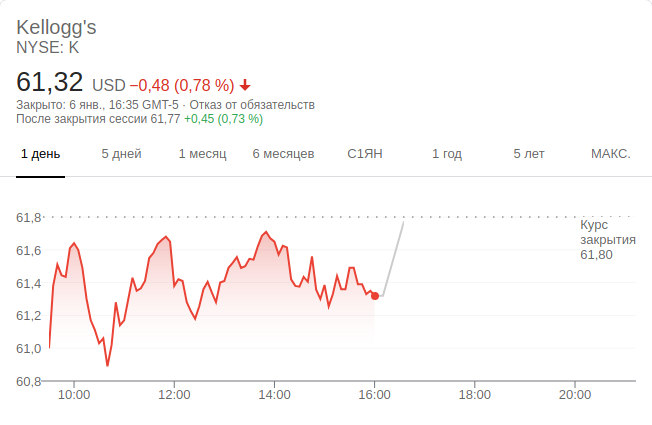 Kellogg's
NYSE: K
61,32 USD −0,48 (0,78 %)
Закрыто: 6 янв., 16:35 GMT-5 · Отказ от обязательств
После закрытия сессии 61,77 +0,45 (0,73 %)
1 день 5 дней 1 месяц 6 месяцев С1ЯН 1 год 5 лет МАКС.
61,8
Курс
закрытия
61,80
61,6
61,4
61,2
61,0
60,8
10:00 12:00 14:00 16:00 18:00 20:00